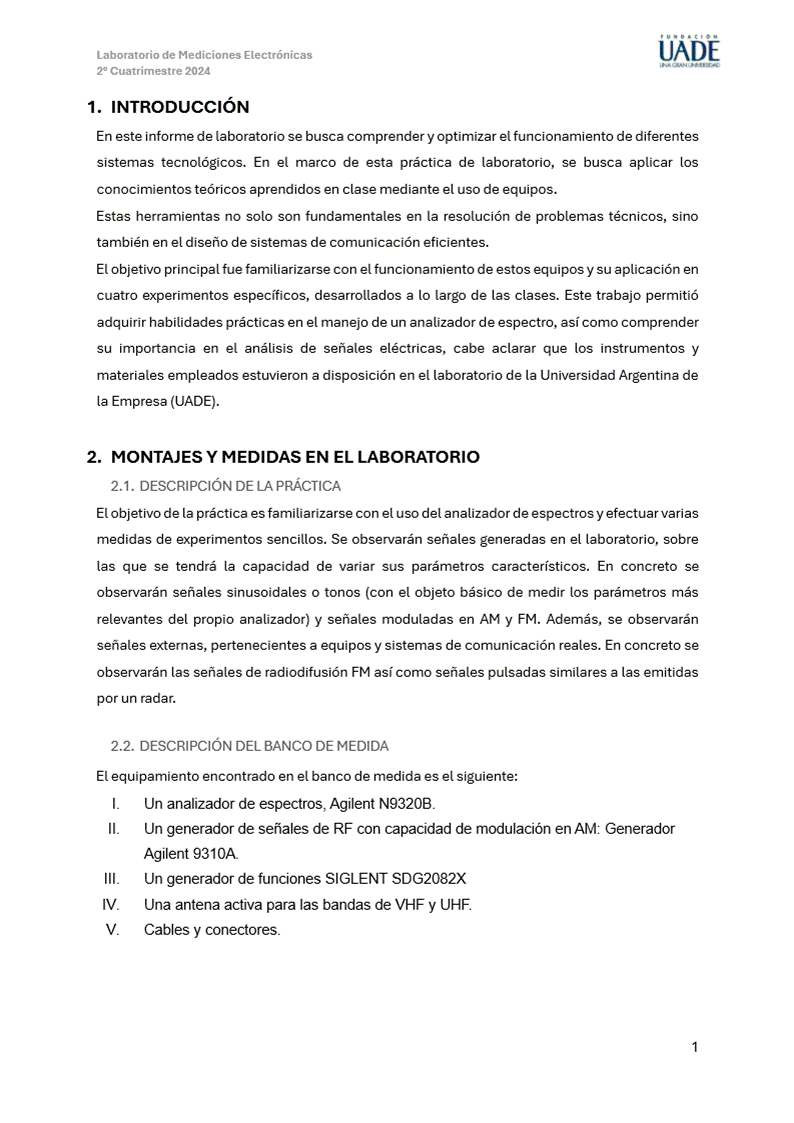 Laboratorio de Mediciones Electrónicas
2º Cuatrimestre 2024
FUNDACIÓN
UADE
UNA GRAN UNIVERSIDAD
1. INTRODUCCIÓN
En este informe de laboratorio se busca comprender y optimizar el funcionamiento de diferentes
sistemas tecnológicos. En el marco de esta práctica de laboratorio, se busca aplicar los
conocimientos teóricos aprendidos en clase mediante el uso de equipos.
Estas herramientas no solo son fundamentales en la resolución de problemas técnicos, sino
también en el diseño de sistemas de comunicación eficientes.
El objetivo principal fue familiarizarse con el funcionamiento de estos equipos y su aplicación en
cuatro experimentos específicos, desarrollados a lo largo de las clases. Este trabajo permitió
adquirir habilidades prácticas en el manejo de un analizador de espectro, así como comprender
su importancia en el análisis de señales eléctricas, cabe aclarar que los instrumentos y
materiales empleados estuvieron a disposición en el laboratorio de la Universidad Argentina de
la Empresa (UADE).
2. MONTAJES Y MEDIDAS EN EL LABORATORIO
2.1. DESCRIPCIÓN DE LA PRÁCTICA
El objetivo de la práctica es familiarizarse con el uso del analizador de espectros y efectuar varias
medidas de experimentos sencillos. Se observarán señales generadas en el laboratorio, sobre
las que se tendrá la capacidad de variar sus parámetros característicos. En concreto se
observarán señales sinusoidales o tonos (con el objeto básico de medir los parámetros más
relevantes del propio analizador) y señales moduladas en AM y FM. Además, se observarán
señales externas, pertenecientes a equipos y sistemas de comunicación reales. En concreto se
observarán las señales de radiodifusión FM así como señales pulsadas similares a las emitidas
por un radar.
2.2. DESCRIPCIÓN DEL BANCO DE MEDIDA
El equipamiento encontrado en el banco de medida es el siguiente:
I. Un analizador de espectros, Agilent N9320B.
II. Un generador de señales de RF con capacidad de modulación en AM: Generador
Agilent 9310A.
III. Un generador de funciones SIGLENT SDG2082X
IV. Una antena activa para las bandas de VHF y UHF.
V. Cables y conectores.
1